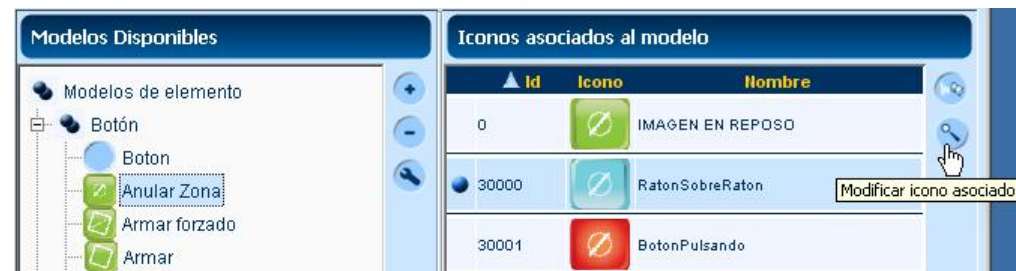 Modelos Disponibles
Modelos de elemento
Botón
Boton
Anular Zona
Armar forzado
Armar
Iconos asociados al modelo
Id Icono Nombre
0 IMAGEN EN REPOSO
30000 RatonSobreRaton
30001 BotonPulsando
Modificar icono asociado